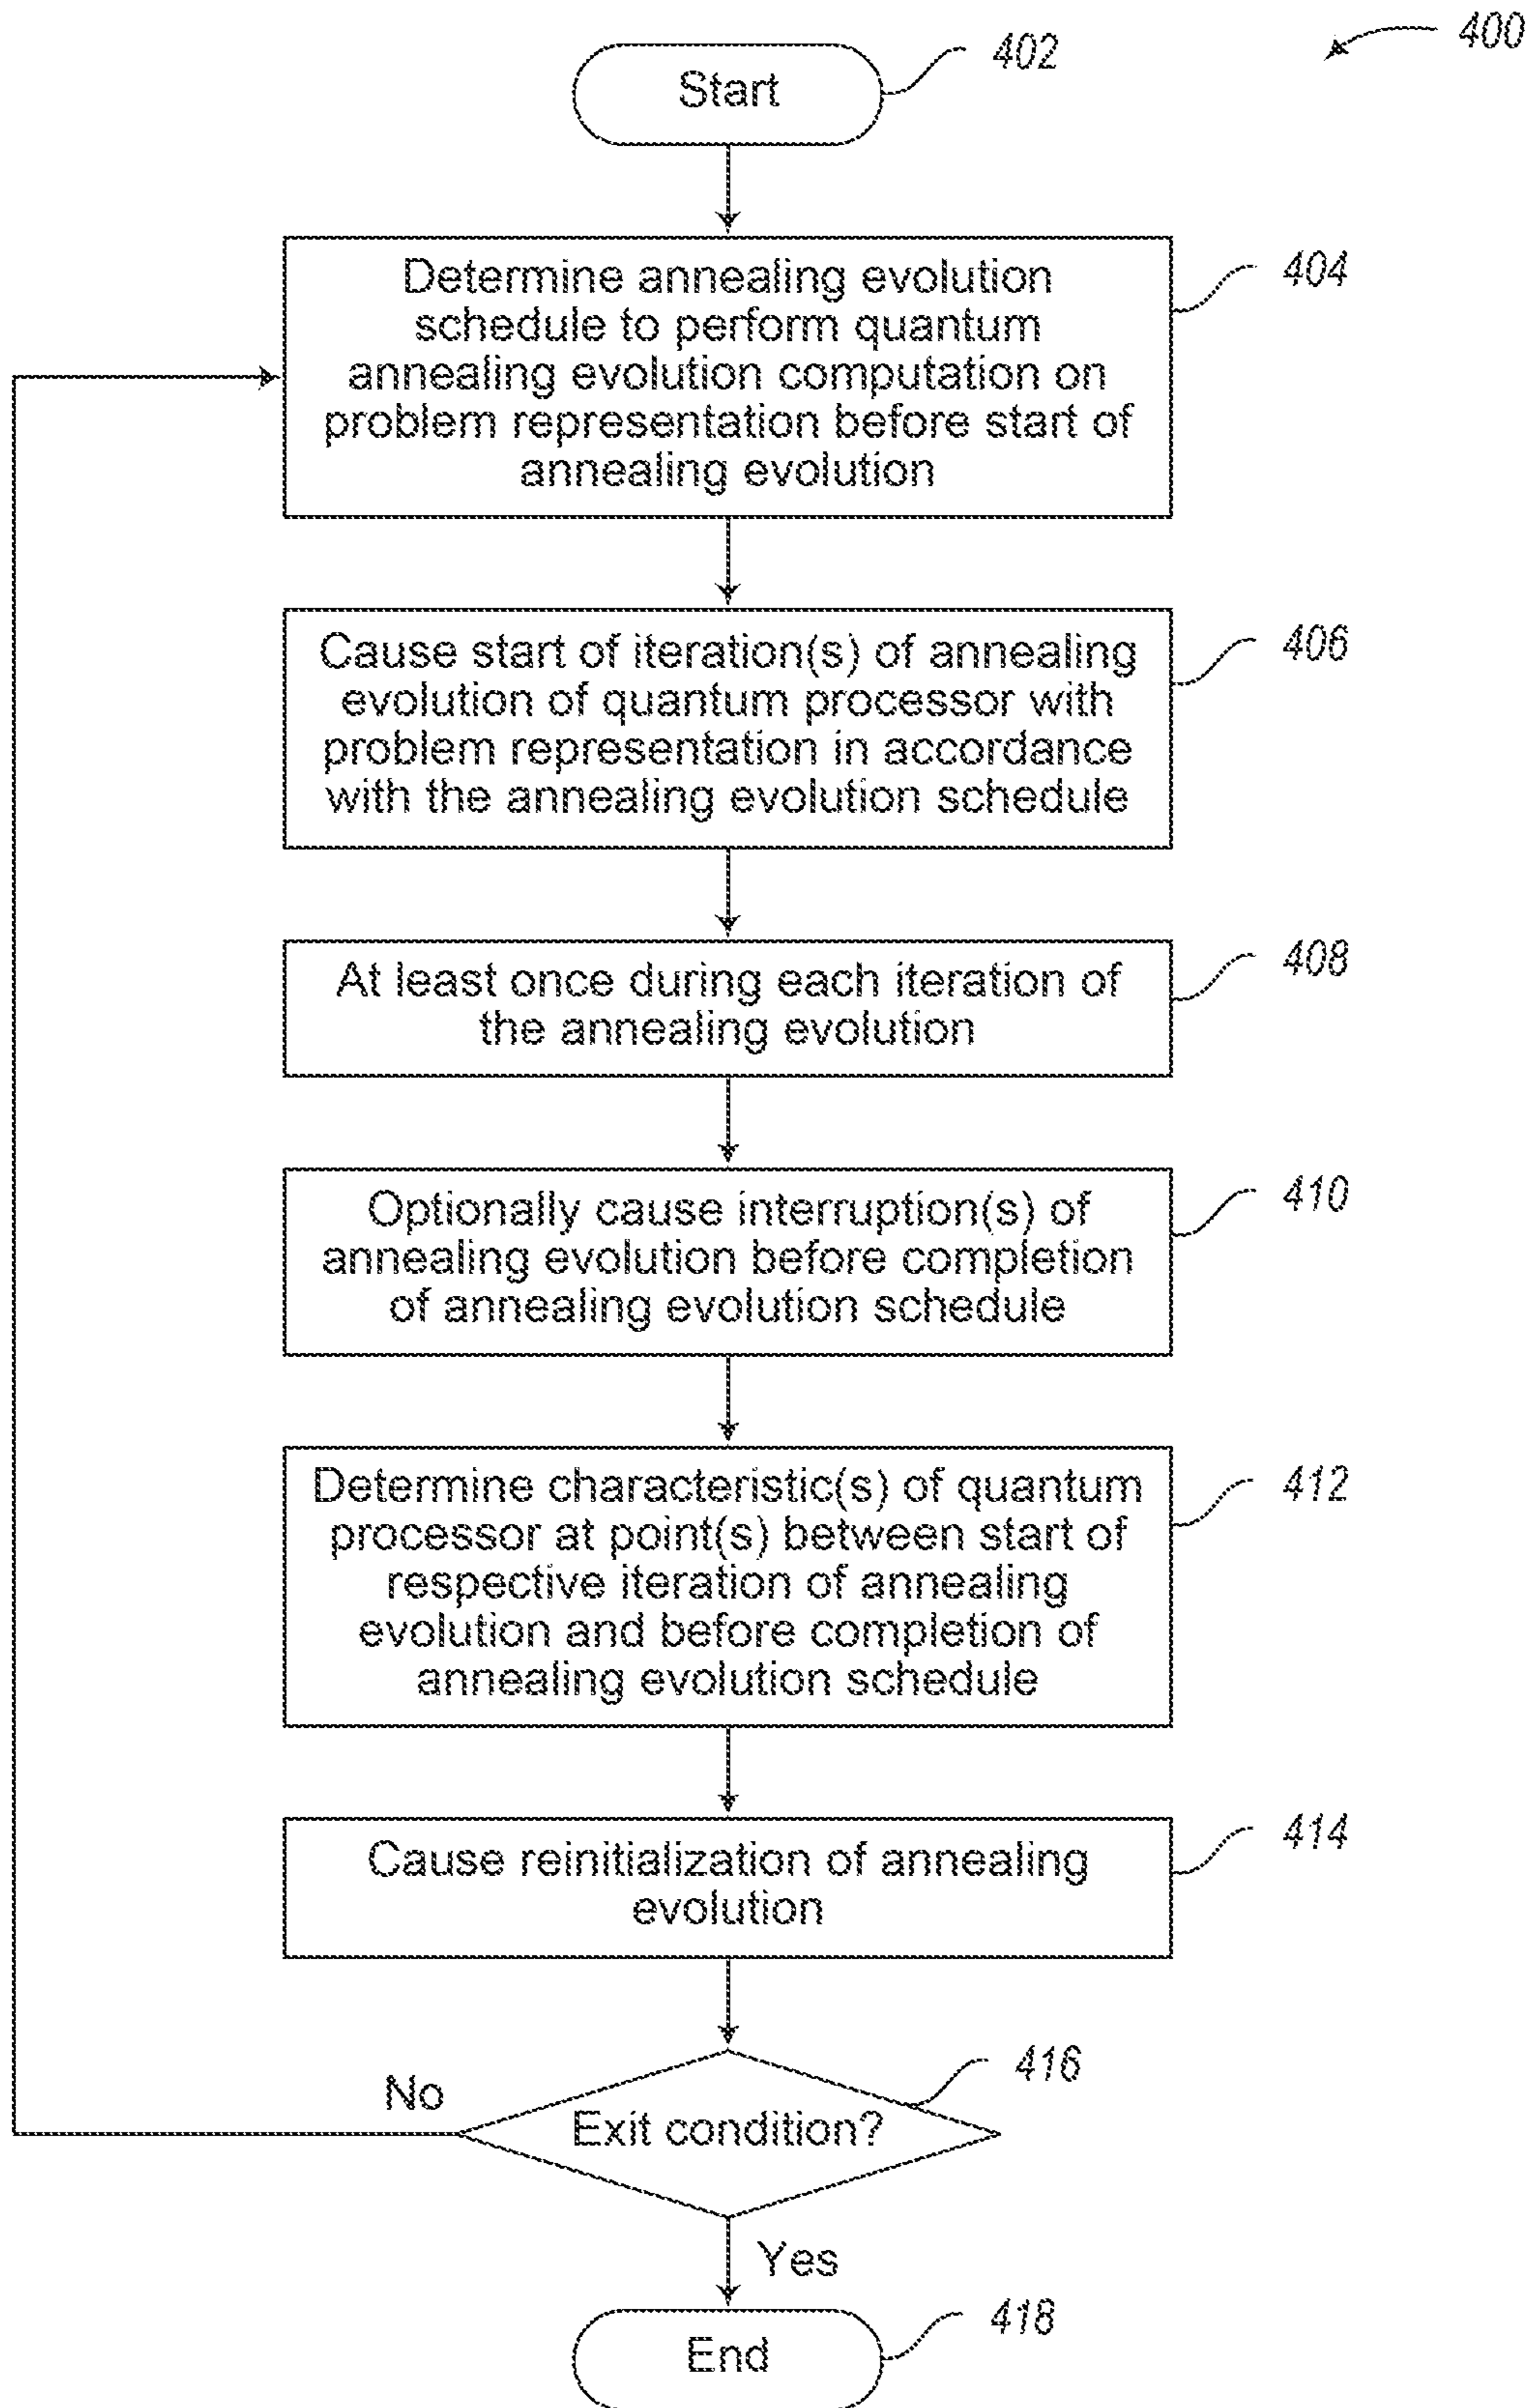 400
Start
402
Determine annealing evolution
schedule to perform quantum
annealing evolution computation on
problem representation before start of
annealing evolution
404
Cause start of iteration(s) of annealing
evolution of quantum processor with
problem representation in accordance
with the annealing evolution schedule
406
At least once during each iteration of
the annealing evolution
408
Optionally cause interruption(s) of
annealing evolution before completion
of annealing evolution schedule
410
Determine characteristic(s) of quantum
processor at point(s) between start of
respective iteration of annealing
evolution and before completion of
annealing evolution schedule
412
Cause reinitialization of annealing
evolution
414
Exit condition?
416
No
Yes
End
418